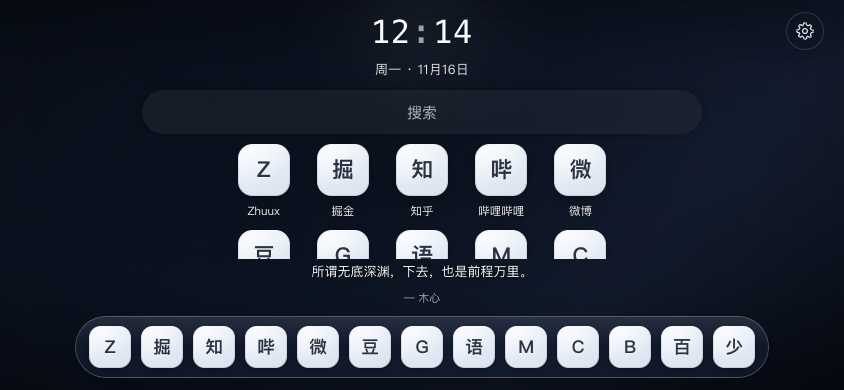 12:14
周一 · 11月16日
搜索
Z 掘 知 哔 微
Zhuux 掘金 知乎 哔哩哔哩 微博
豆 G 语 M C
所谓无底深渊，下去，也是前程万里。
— 木心
Z 掘 知 哔 微 豆 G 语 M C B 百 少